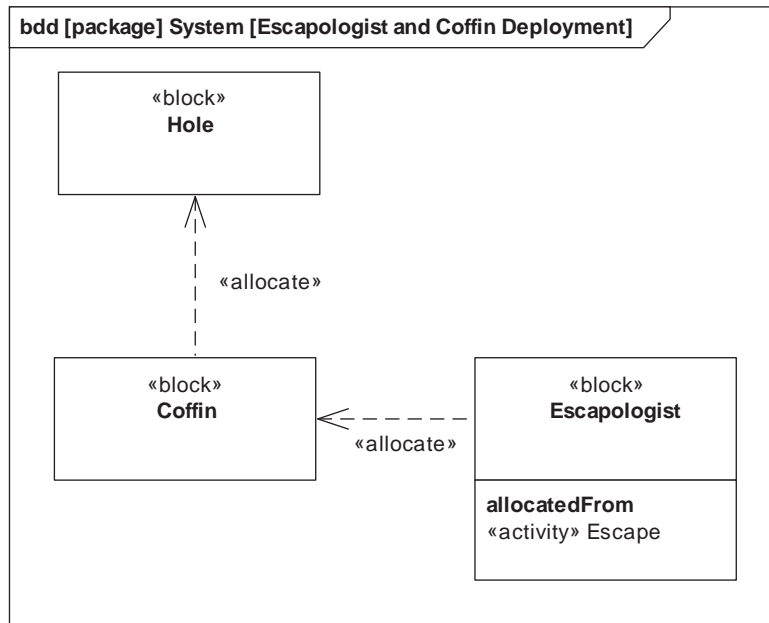 bdd [package] System [Escapologist and Coffin Deployment]
«block»
Hole
«allocate»
«block»
Coffin
«allocate»
«block»
Escapologist
allocatedFrom
«activity» Escape